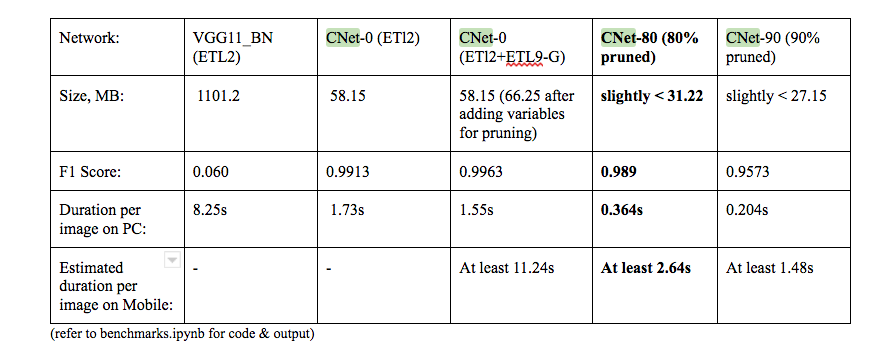 Network: VGG11_BN (ETL2) CNet-0 (ETl2) CNet-0 (ETl2+ETL9-G) CNet-80 (80% pruned) CNet-90 (90% pruned)
Size, MB: 1101.2 58.15 58.15 (66.25 after adding variables for pruning) slightly < 31.22 slightly < 27.15
F1 Score: 0.060 0.9913 0.9963 0.989 0.9573
Duration per image on PC: 8.25s 1.73s 1.55s 0.364s 0.204s
Estimated duration per image on Mobile: - - At least 11.24s At least 2.64s At least 1.48s
(refer to benchmarks.ipynb for code & output)